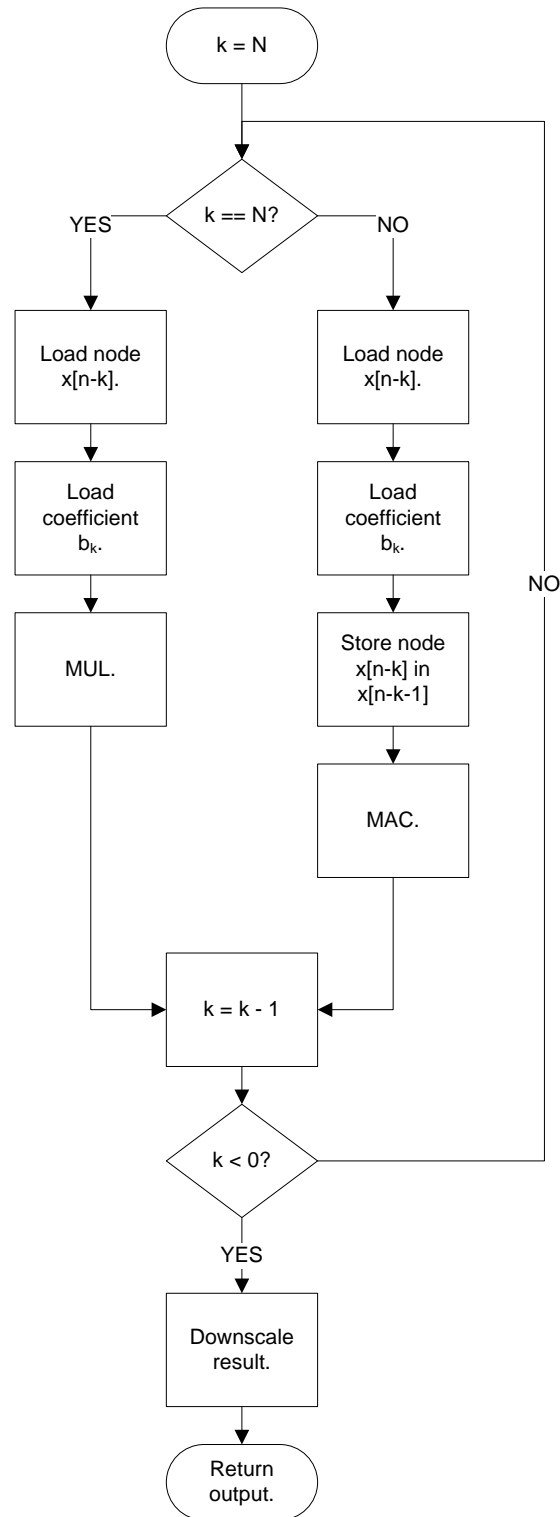 k = N
k == N?
YES
NO
Load node
x[n-k].
Load node
x[n-k].
Load
coefficient
bₖ.
Load
coefficient
bₖ.
NO
MUL.
Store node
x[n-k] in
x[n-k-1]
MAC.
k = k - 1
k < 0?
YES
Downscale
result.
Return
output.